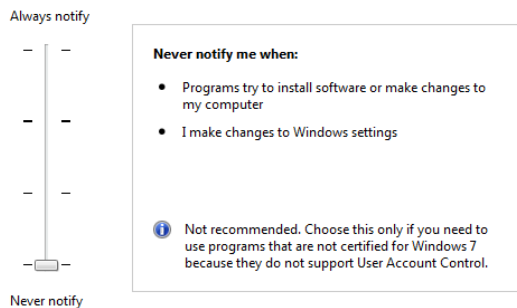 Always notify
Never notify me when:
• Programs try to install software or make changes to
my computer
• I make changes to Windows settings
Not recommended. Choose this only if you need to
use programs that are not certified for Windows 7
because they do not support User Account Control.
Never notify